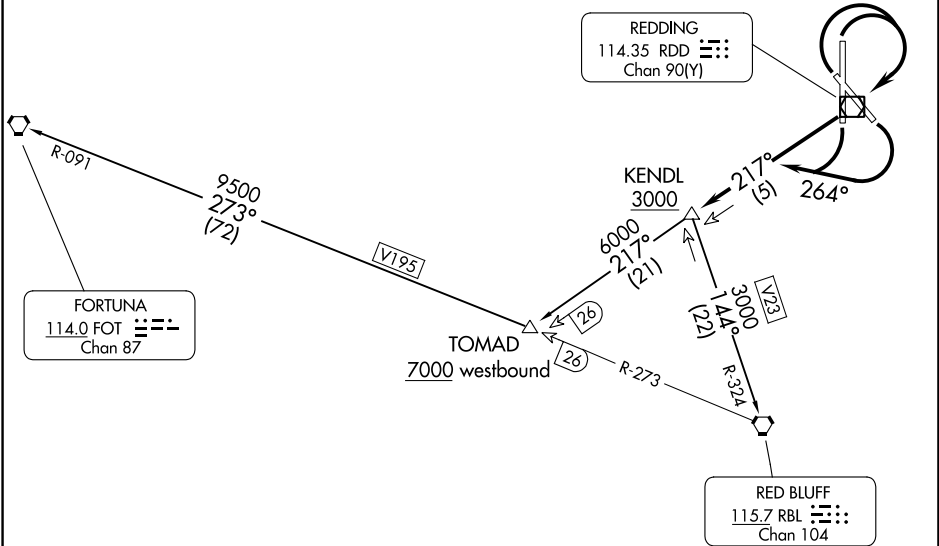 REDDING
114.35 RDD
Chan 90(Y)
R-091
9500
273°
(72)
V195
KENDL
3000
217°
(5)
264°
6000
217°
(21)
3000
144°
(22)
V23
FORTUNA
114.0 FOT
Chan 87
26
TOMAD
7000 westbound
26
R-273
R-324
RED BLUFF
115.7 RBL
Chan 104